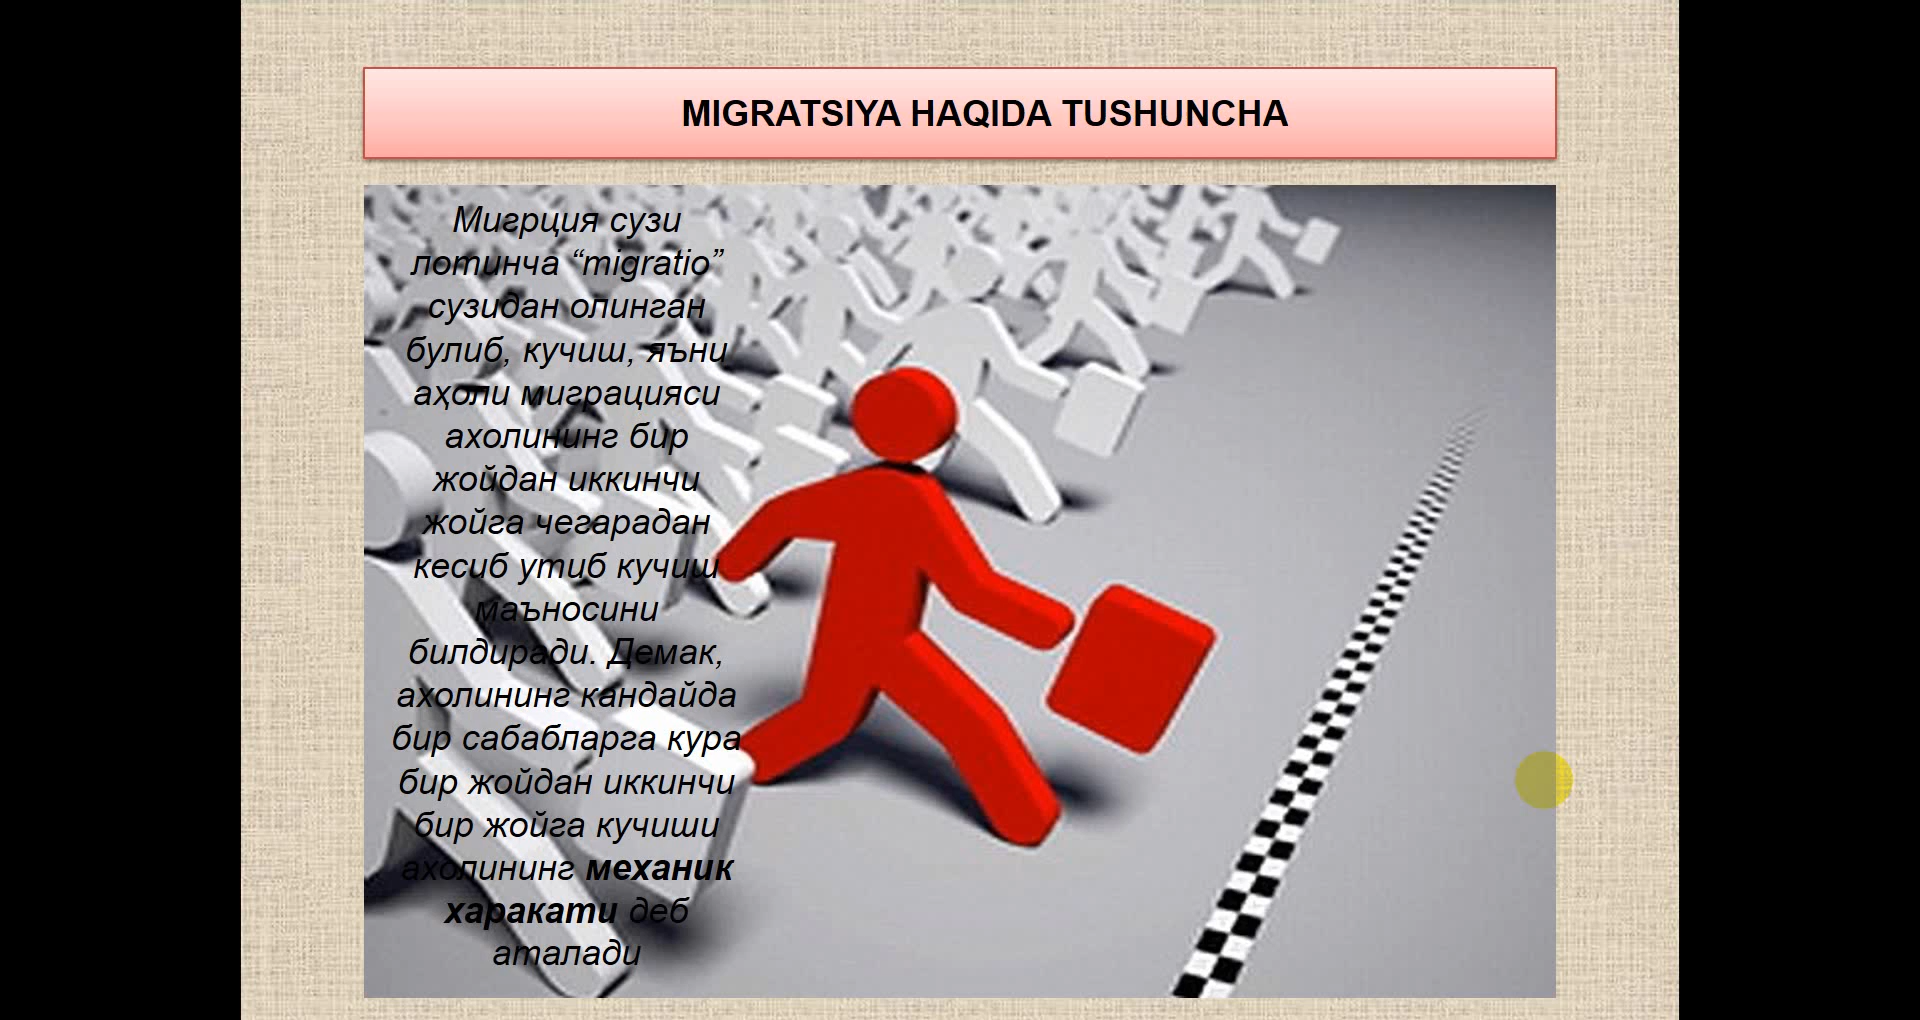 MIGRATSIYA HAQIDA TUSHUNCHA
Мигрция сузи
лотинча “migratio”
сузидан олинган
булиб, кучиш, яъни
аҳоли миграцияси
ахолининг бир
жойдан иккинчи
жойга чегарадан
кесиб утиб кучиш
маъносини
билдиради. Демак,
ахолининг кандайда
бир сабабларга кура
бир жойдан иккинчи
бир жойга кучиши
ахолининг механик
харакати деб
аталади